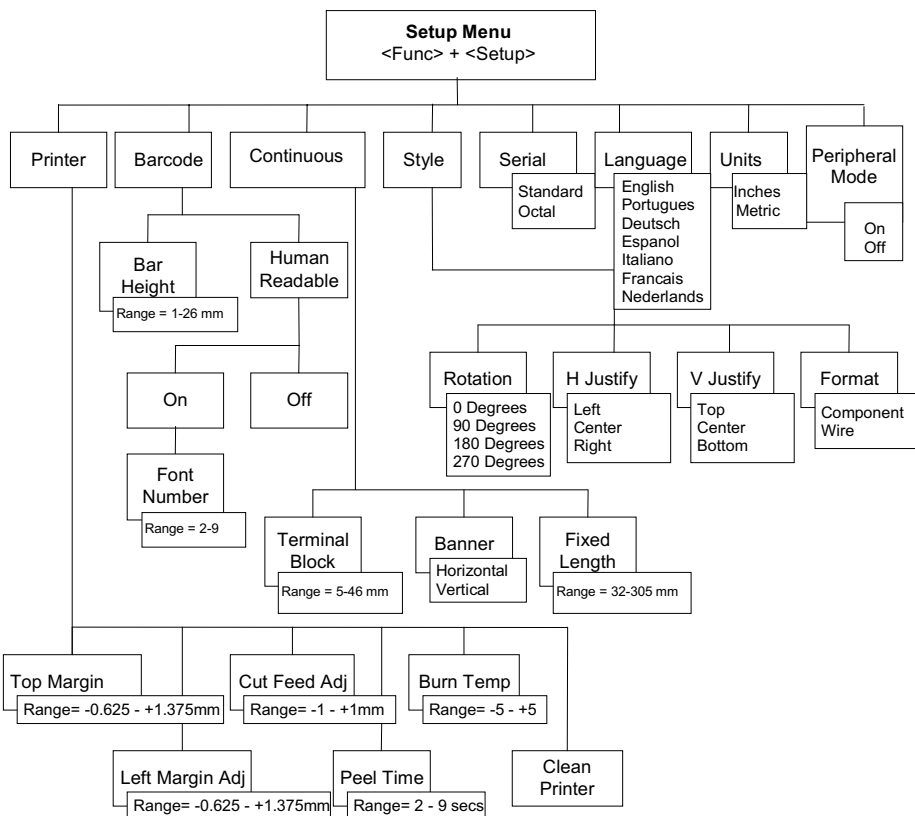 Setup Menu
<Func> + <Setup>
Printer
Barcode
Continuous
Style
Serial
Standard
Octal
Language
English
Portugues
Deutsch
Espanol
Italiano
Francais
Nederlands
Units
Inches
Metric
Peripheral
Mode
On
Off
Bar
Height
Range = 1-26 mm
Human
Readable
On
Off
Font
Number
Range = 2-9
Rotation
0 Degrees
90 Degrees
180 Degrees
270 Degrees
H Justify
Left
Center
Right
V Justify
Top
Center
Bottom
Format
Component
Wire
Terminal
Block
Range = 5-46 mm
Banner
Horizontal
Vertical
Fixed
Length
Range = 32-305 mm
Top Margin
Range= -0.625 - +1.375mm
Cut Feed Adj
Range= -1 - +1mm
Burn Temp
Range= -5 - +5
Left Margin Adj
Range= -0.625 - +1.375mm
Peel Time
Range= 2 - 9 secs
Clean
Printer